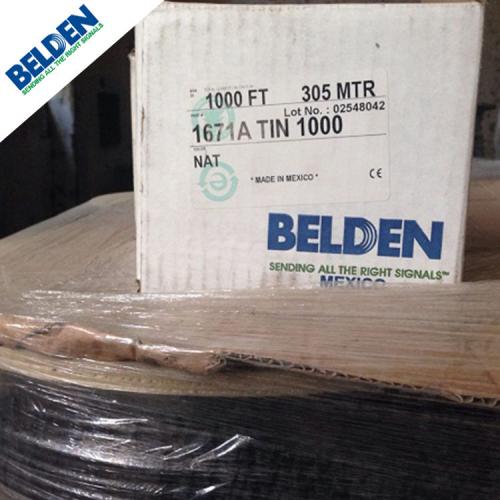 BELDEN
SENDING ALL THE RIGHT SIGNALS
1000 FT 305 MTR
Lot No. : 02548042
1671A TIN 1000
NAT
* MADE IN MEXICO * CE
BELDEN
SENDING ALL THE RIGHT SIGNALS™
MEXICO